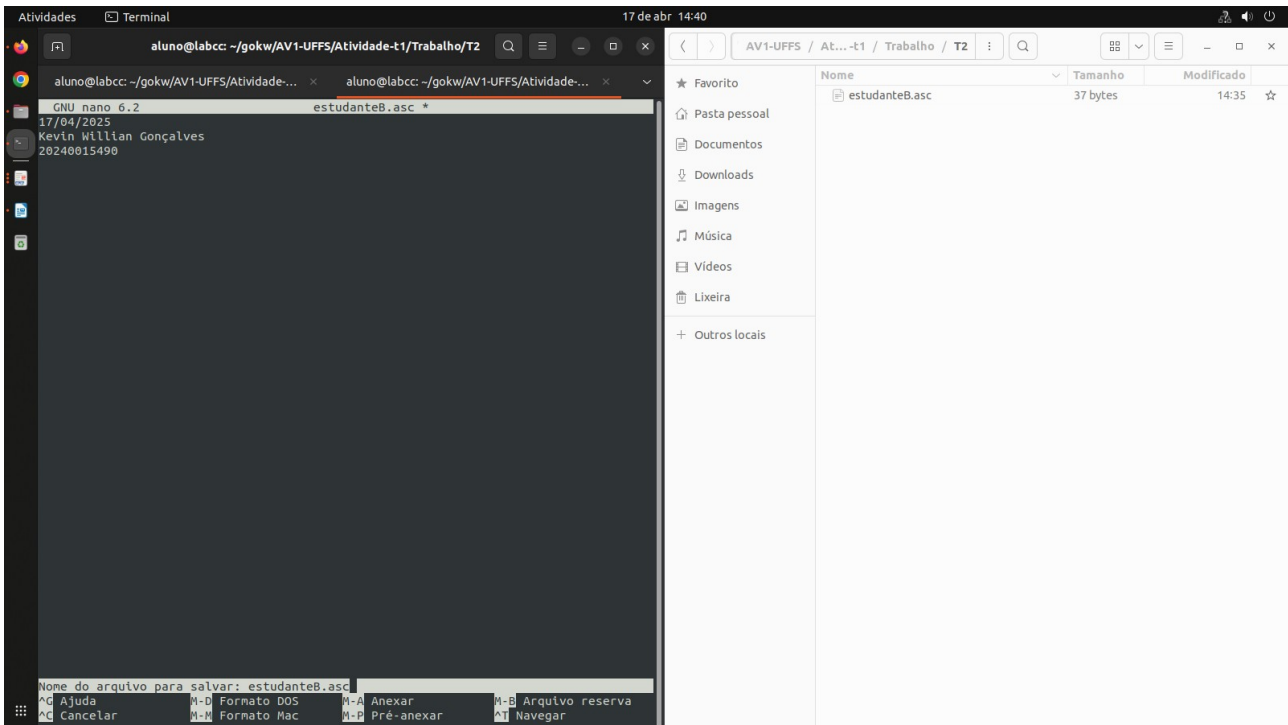 Atividades
Terminal
17 de abr 14:40
aluno@labcc: ~/gokw/AV1-UFFS/Atividade-t1/Trabalho/T2
aluno@labcc: ~/gokw/AV1-UFFS/Atividade-...
aluno@labcc: ~/gokw/AV1-UFFS/Atividade-...
GNU nano 6.2
estudanteB.asc *
17/04/2025
Kevin Willian Gonçalves
20240015490
Nome do arquivo para salvar: estudanteB.asc
^G Ajuda
M-D Formato DOS
M-A Anexar
M-B Arquivo reserva
^C Cancelar
M-M Formato Mac
M-P Pré-anexar
^T Navegar
AV1-UFFS / At…-t1 / Trabalho / T2
Favorito
Pasta pessoal
Documentos
Downloads
Imagens
Música
Vídeos
Lixeira
+ Outros locais
Nome
Tamanho
Modificado
estudanteB.asc
37 bytes
14:35